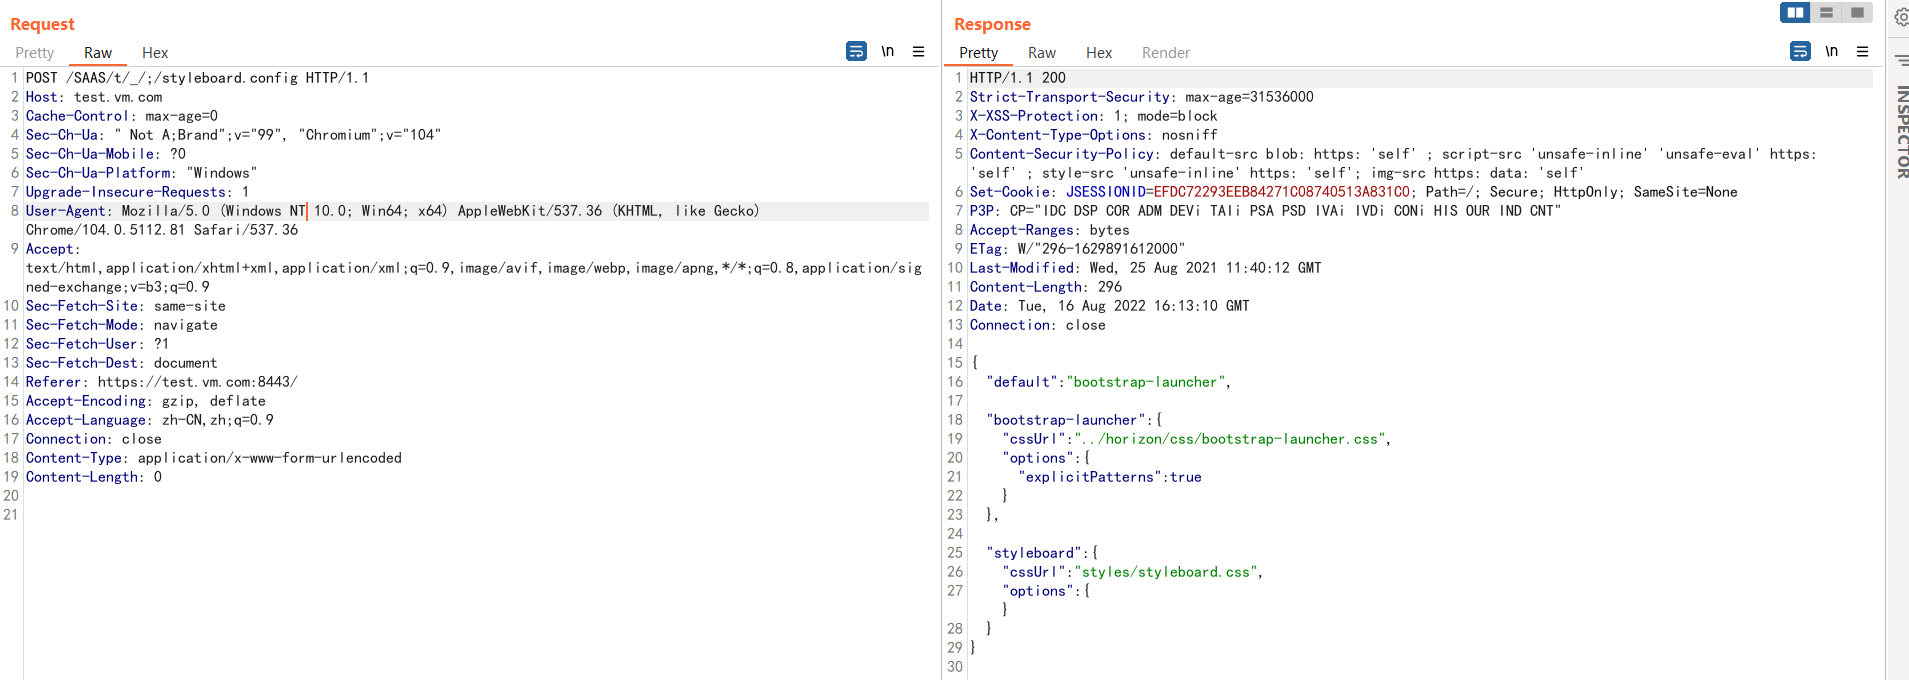 Request
Pretty Raw Hex
\n
1 POST /SAAS/t/_/;/styleboard.config HTTP/1.1
2 Host: test.vm.com
3 Cache-Control: max-age=0
4 Sec-Ch-Ua: " Not A;Brand";v="99", "Chromium";v="104"
5 Sec-Ch-Ua-Mobile: ?0
6 Sec-Ch-Ua-Platform: "Windows"
7 Upgrade-Insecure-Requests: 1
8 User-Agent: Mozilla/5.0 (Windows NT 10.0; Win64; x64) AppleWebKit/537.36 (KHTML, like Gecko)
Chrome/104.0.5112.81 Safari/537.36
9 Accept:
text/html,application/xhtml+xml,application/xml;q=0.9,image/avif,image/webp,image/apng,*/*;q=0.8,application/sig
ned-exchange;v=b3;q=0.9
10 Sec-Fetch-Site: same-site
11 Sec-Fetch-Mode: navigate
12 Sec-Fetch-User: ?1
13 Sec-Fetch-Dest: document
14 Referer: https://test.vm.com:8443/
15 Accept-Encoding: gzip, deflate
16 Accept-Language: zh-CN,zh;q=0.9
17 Connection: close
18 Content-Type: application/x-www-form-urlencoded
19 Content-Length: 0
20
21
Response
Pretty Raw Hex Render
\n
1 HTTP/1.1 200
2 Strict-Transport-Security: max-age=31536000
3 X-XSS-Protection: 1; mode=block
4 X-Content-Type-Options: nosniff
5 Content-Security-Policy: default-src blob: https: 'self' ; script-src 'unsafe-inline' 'unsafe-eval' https:
'self' ; style-src 'unsafe-inline' https: 'self'; img-src https: data: 'self'
6 Set-Cookie: JSESSIONID=EFDC72293EEB84271C08740513A831C0; Path=/; Secure; HttpOnly; SameSite=None
7 P3P: CP="IDC DSP COR ADM DEVi TAIi PSA PSD IVAi IVDi CONi HIS OUR IND CNT"
8 Accept-Ranges: bytes
9 ETag: W/"296-1629891612000"
10 Last-Modified: Wed, 25 Aug 2021 11:40:12 GMT
11 Content-Length: 296
12 Date: Tue, 16 Aug 2022 16:13:10 GMT
13 Connection: close
14
15 {
16 "default":"bootstrap-launcher",
17
18 "bootstrap-launcher":{
19 "cssUrl":"../horizon/css/bootstrap-launcher.css",
20 "options":{
21 "explicitPatterns":true
22 }
23 },
24
25 "styleboard":{
26 "cssUrl":"styles/styleboard.css",
27 "options":{
}
28 }
29 }
30
INSPECTOR